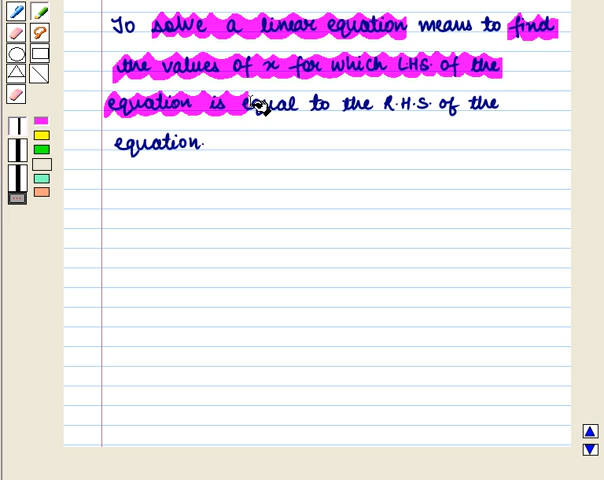 To solve a linear equation means to find
the values of x for which L.H.S. of the
equation is equal to the R.H.S. of the
equation.